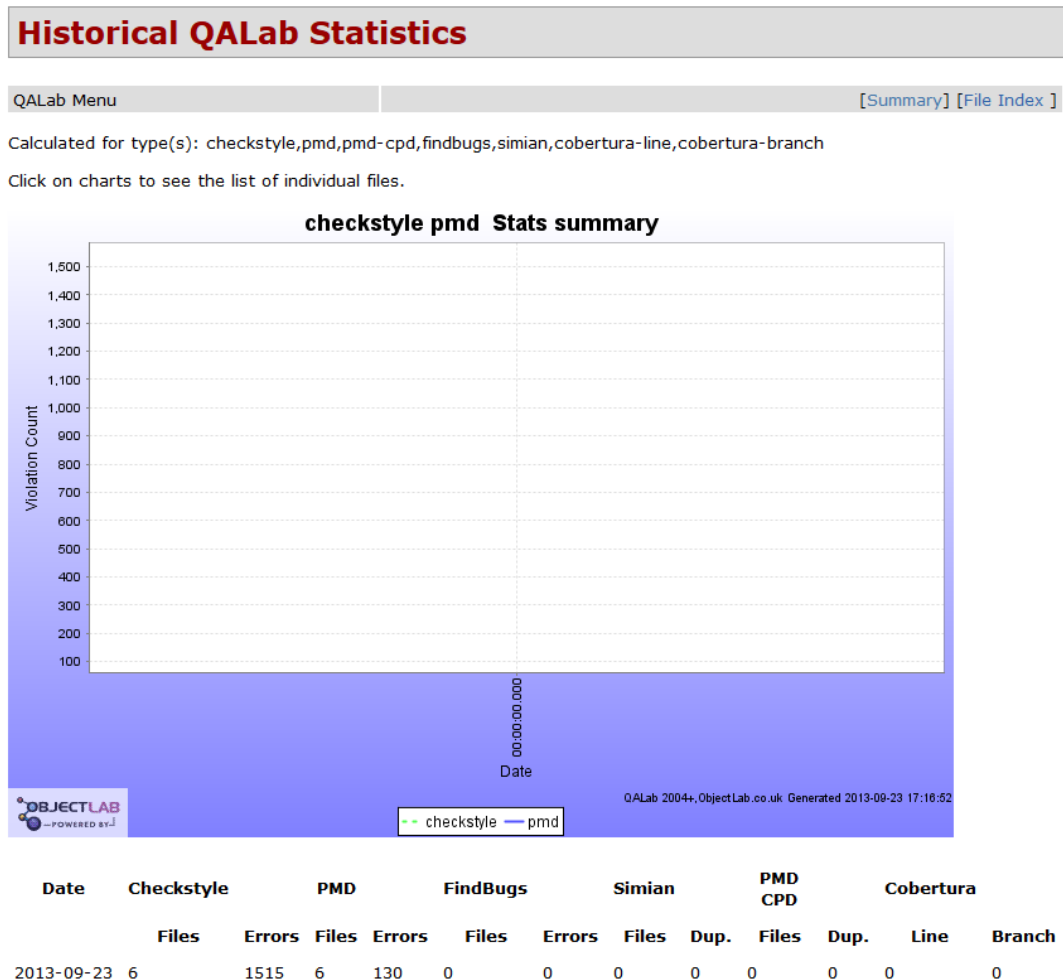 Historical QALab Statistics
QALab Menu [Summary] [File Index ]
Calculated for type(s): checkstyle,pmd,pmd-cpd,findbugs,simian,cobertura-line,cobertura-branch
Click on charts to see the list of individual files.
checkstyle pmd Stats summary
1,500
1,400
1,300
1,200
1,100
1,000
900
800
700
600
500
400
300
200
100
Violation Count
00:00:00.000
Date
QALab 2004+, ObjectLab.co.uk Generated 2013-09-23 17:16:52
OBJECTLAB
POWERED BY
checkstyle pmd
Date Checkstyle PMD FindBugs Simian PMD CPD Cobertura
Files Errors Files Errors Files Errors Files Dup. Files Dup. Line Branch
2013-09-23 6 1515 6 130 0 0 0 0 0 0 0 0